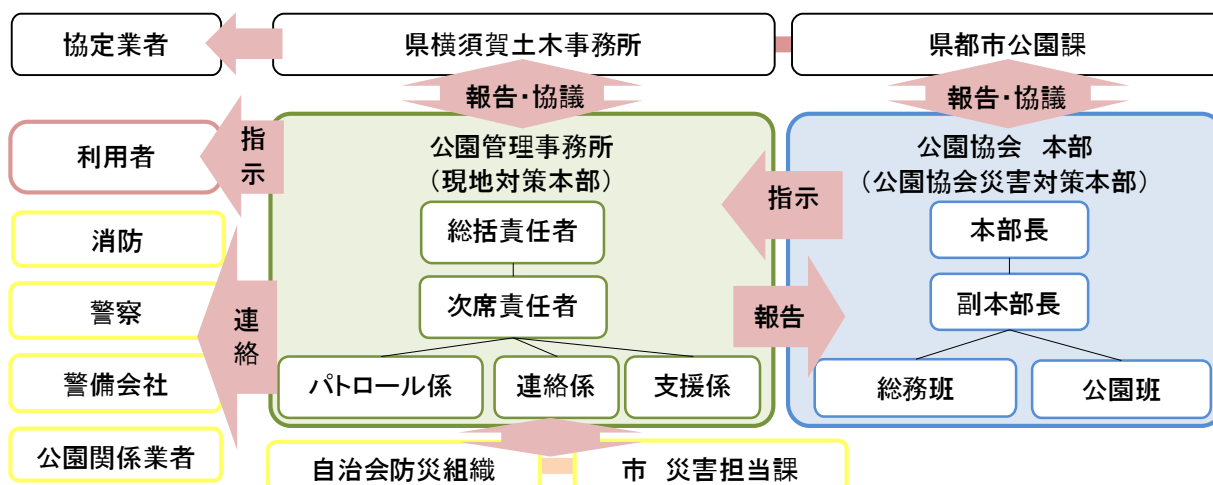 協定業者
県横須賀土木事務所
県都市公園課
報告・協議
報告・協議
利用者
指示
公園管理事務所
（現地対策本部）
公園協会　本部
（公園協会災害対策本部）
指示
消防
総括責任者
本部長
警察
連絡
次席責任者
報告
副本部長
警備会社
パトロール係
連絡係
支援係
総務班
公園班
公園関係業者
自治会防災組織
市　災害担当課